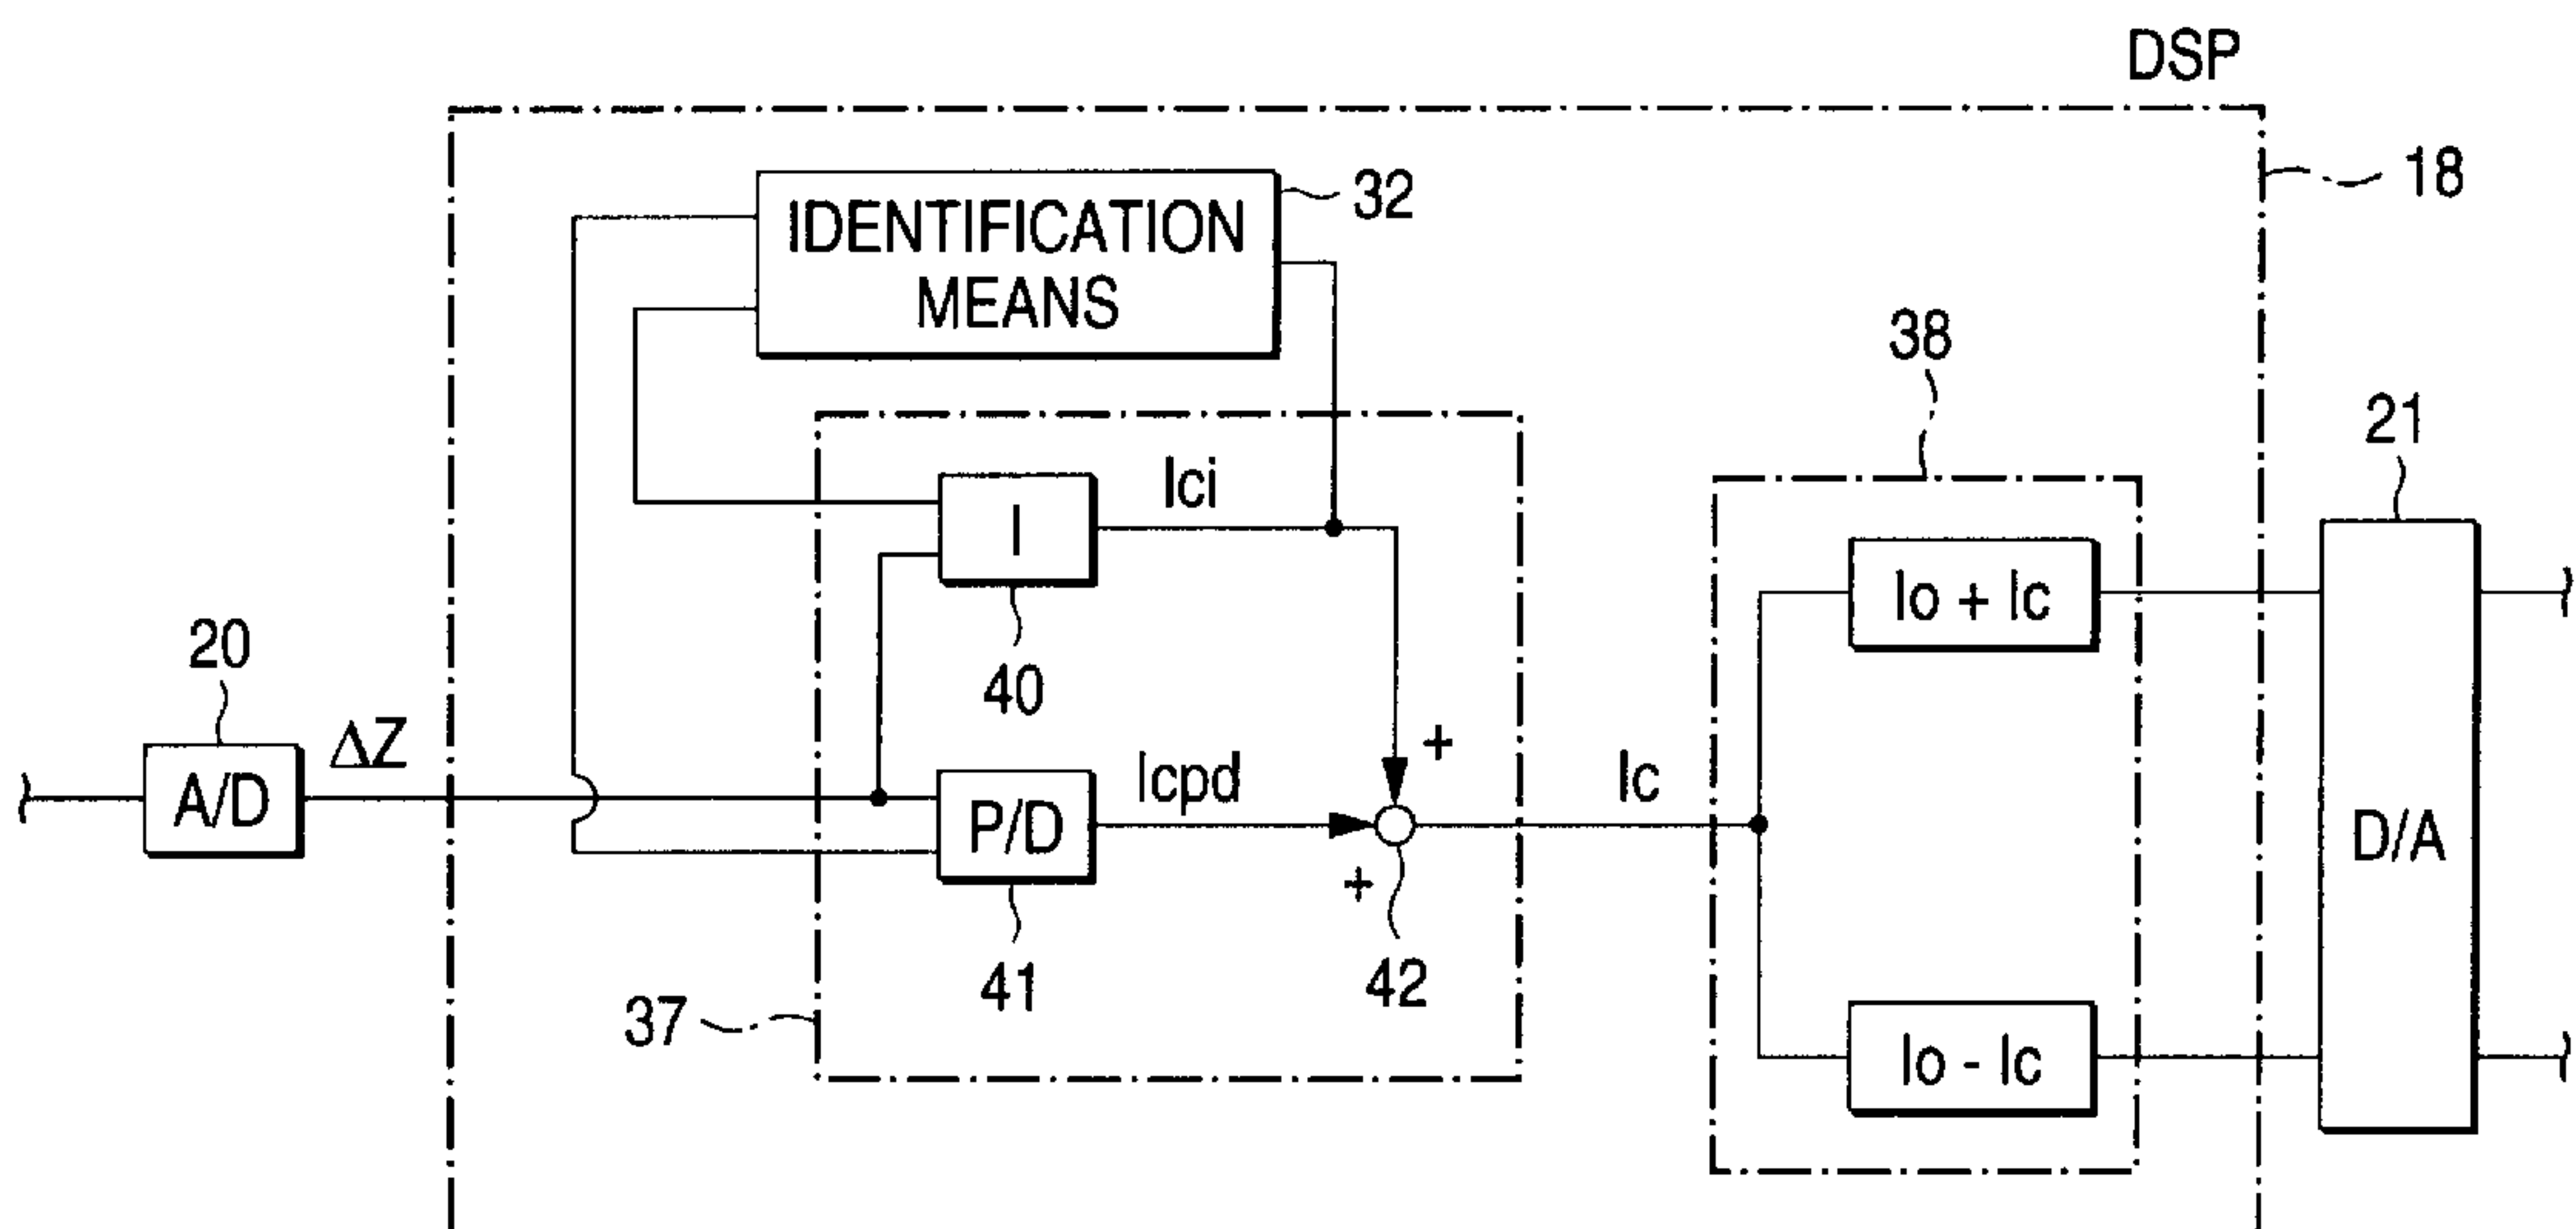 DSP
18
IDENTIFICATION
MEANS
32
38
21
Ici
I
40
Io + Ic
20
ΔZ
A/D
Icpd
P/D
+
+
Ic
D/A
41
42
37
Io - Ic